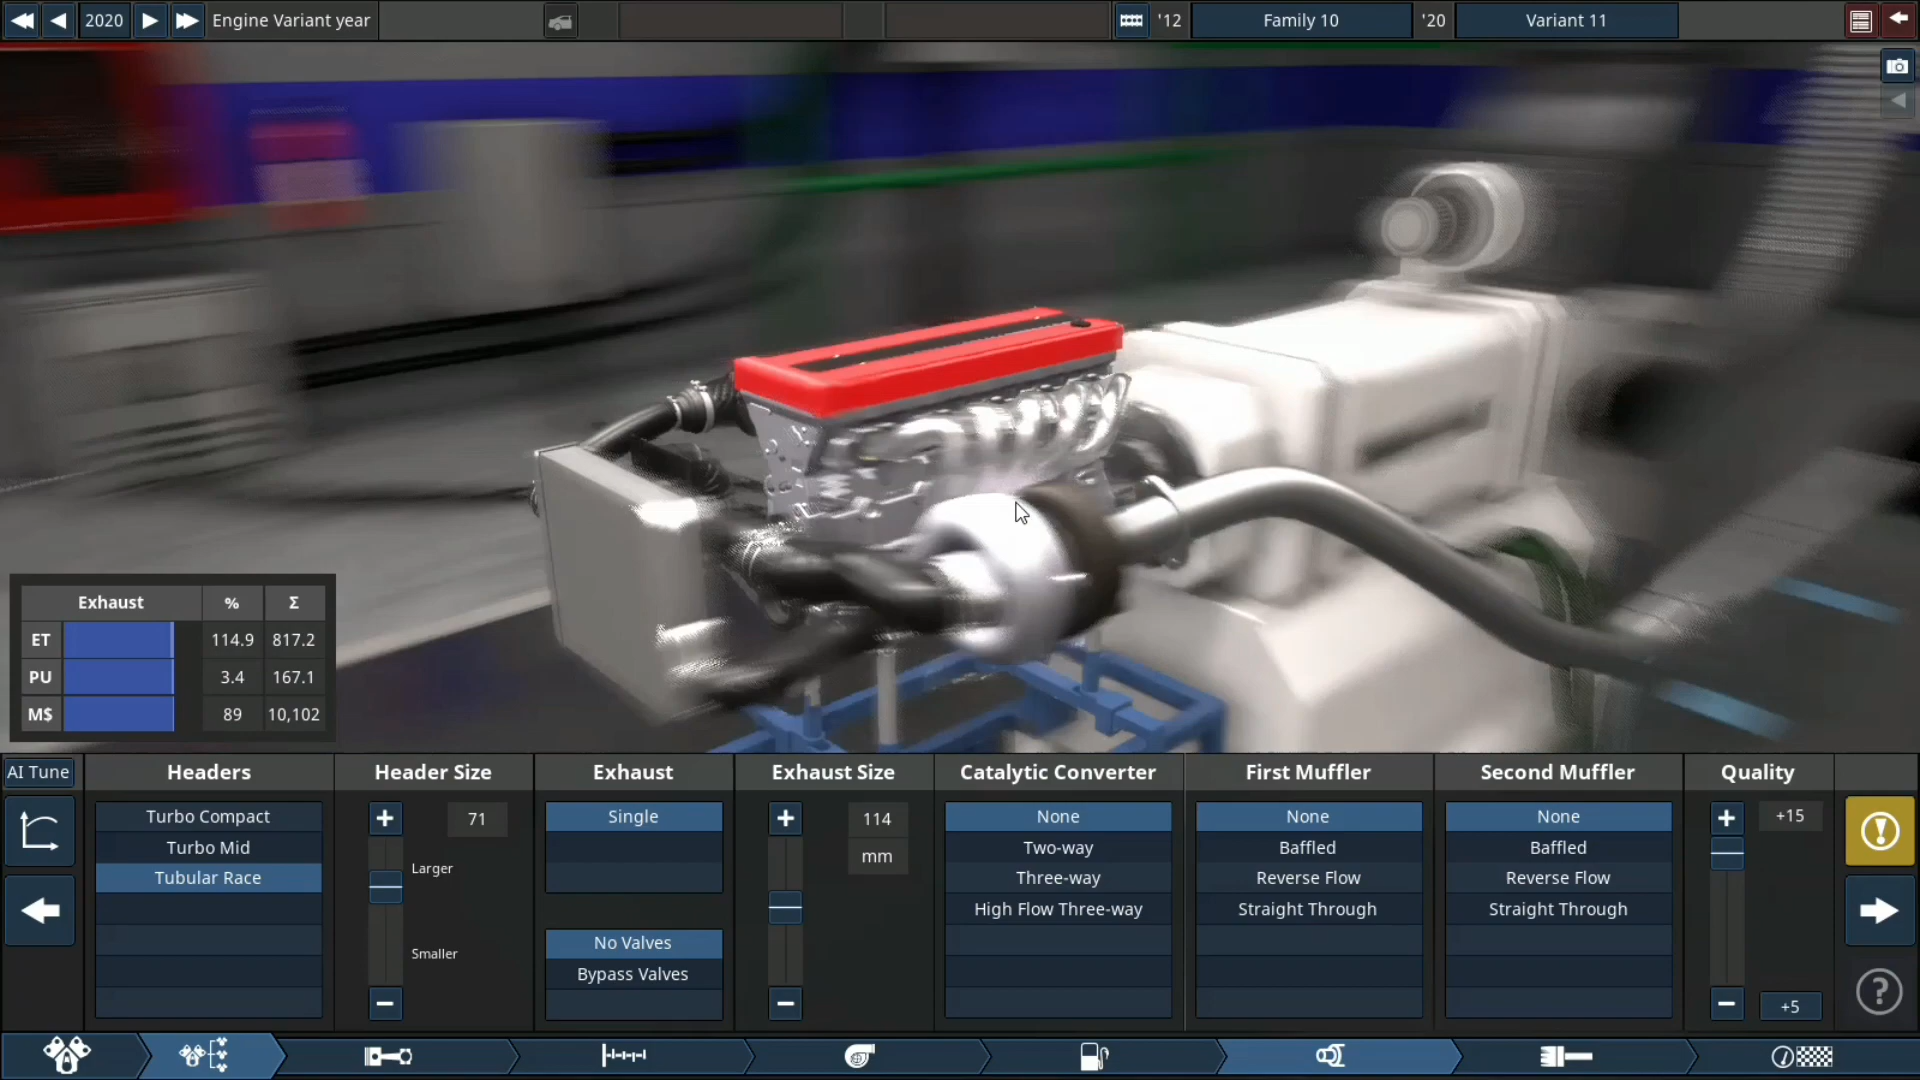 2020 Engine Variant year '12 Family 10 '20 Variant 11
Exhaust % Σ
ET 114.9 817.2
PU 3.4 167.1
M$ 89 10,102
AI Tune
Headers
Turbo Compact
Turbo Mid
Tubular Race
Header Size
+ 71
Larger
Smaller
−
Exhaust
Single
No Valves
Bypass Valves
Exhaust Size
+ 114
mm
−
Catalytic Converter
None
Two-way
Three-way
High Flow Three-way
First Muffler
None
Baffled
Reverse Flow
Straight Through
Second Muffler
None
Baffled
Reverse Flow
Straight Through
Quality
+ +15
− +5
?